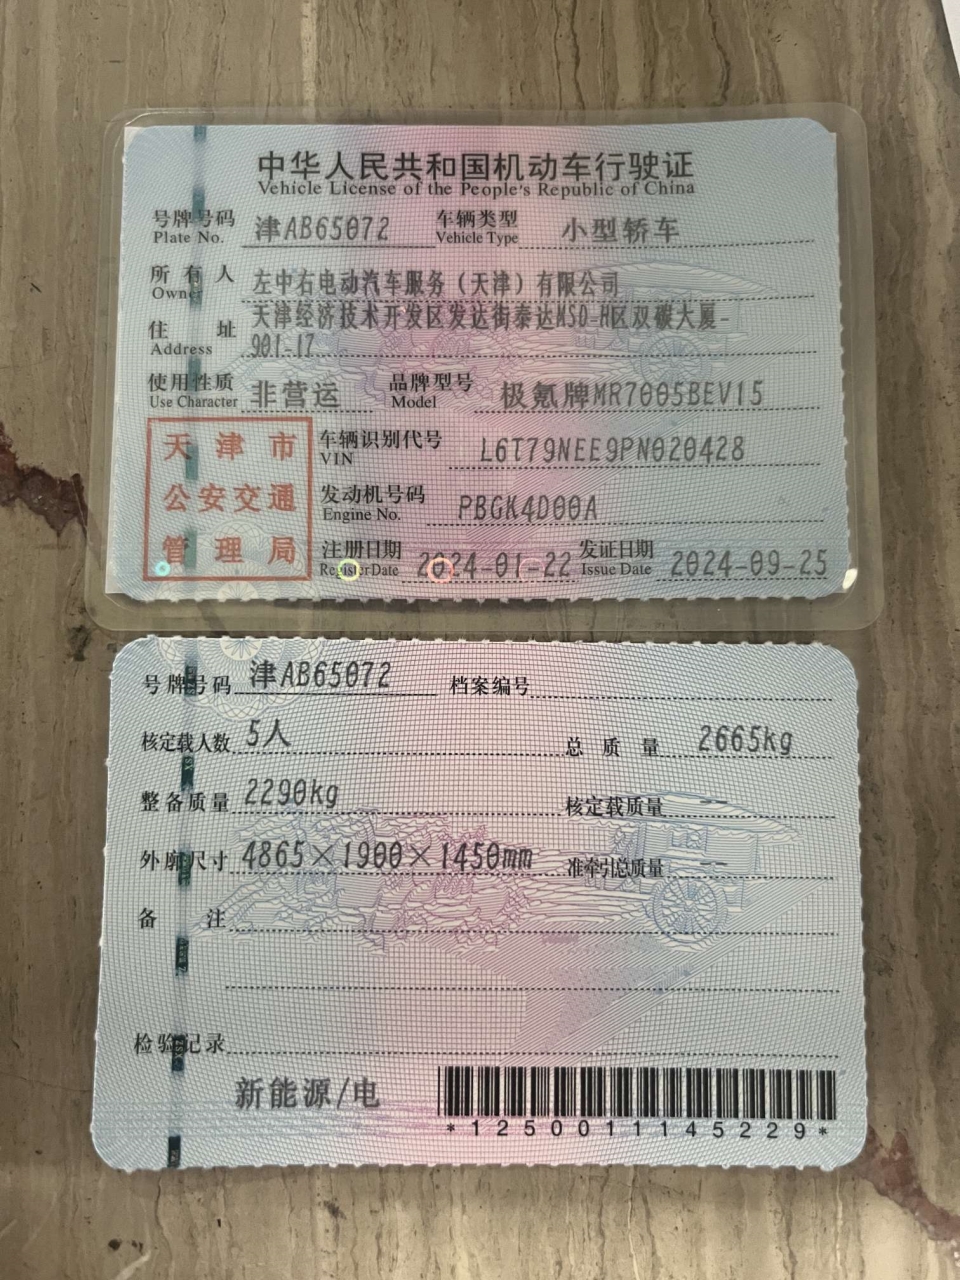 中华人民共和国机动车行驶证
Vehicle License of the People's Republic of China
号牌号码 津AB65072 车辆类型 小型轿车
Plate No. Vehicle Type
所有人 左中右电动汽车服务（天津）有限公司
Owner
住址 天津经济技术开发区发达街泰达MSD-H区双碳大厦-
Address 901-17
使用性质 非营运 品牌型号 极氪牌MR7005BEV15
Use Character Model
天津市 车辆识别代号 L6T79NEE9PN020428
VIN
公安交通 发动机号码 PBGK4D00A
Engine No.
管理局 注册日期 2024-01-22 发证日期 2024-09-25
Register Date Issue Date
号牌号码 津AB65072 档案编号
核定载人数 5人 总质量 2665kg
整备质量 2290kg 核定载质量 --
外廓尺寸 4865×1900×1450mm 准牵引总质量 --
备注
检验记录
新能源/电
*1250011145229*